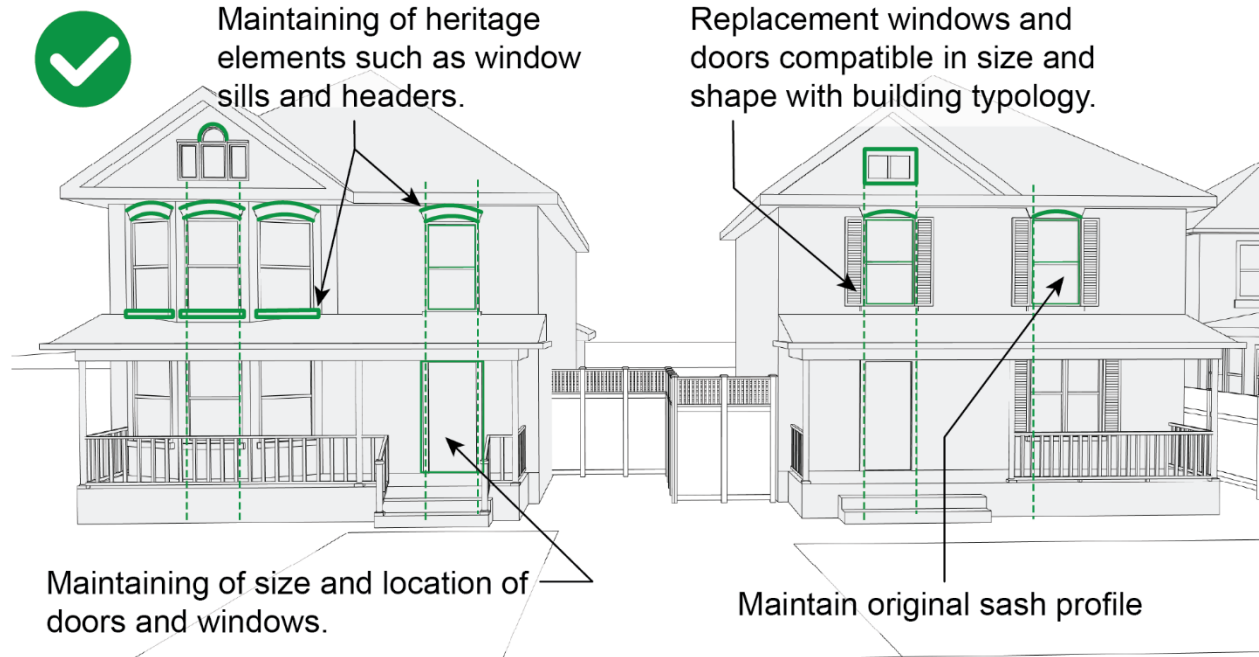 Maintaining of heritage
elements such as window
sills and headers.
Replacement windows and
doors compatible in size and
shape with building typology.
Maintaining of size and location of
doors and windows.
Maintain original sash profile